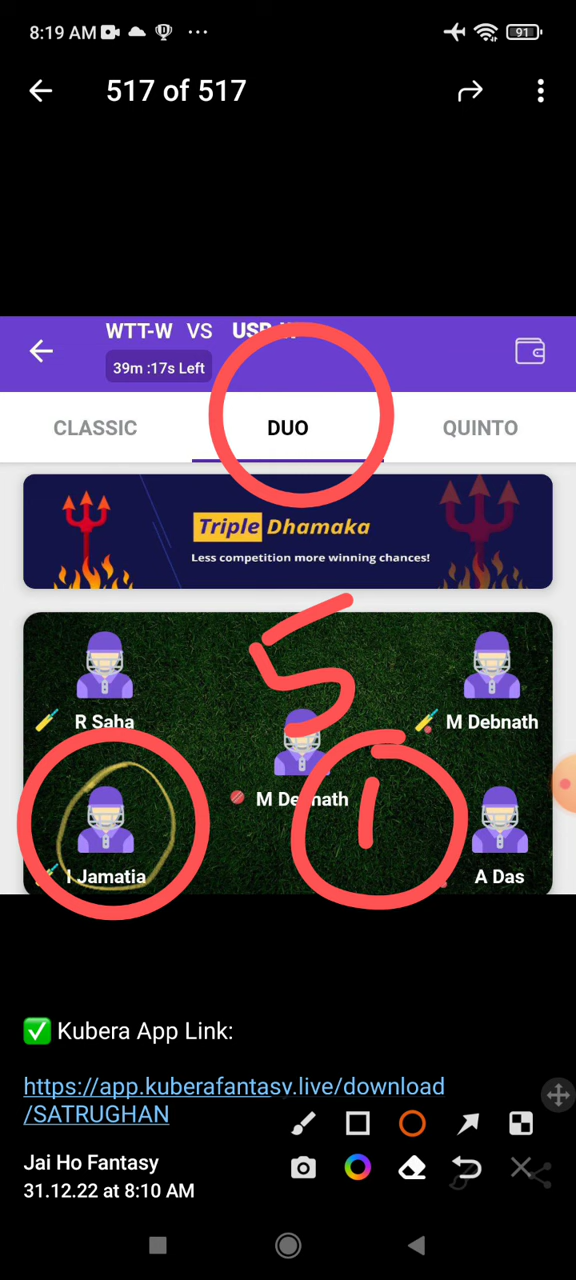 8:19 AM
91
517 of 517
WTT-W VS
39m :17s Left
CLASSIC DUO QUINTO
Triple Dhamaka
Less competition more winning chances!
5
R Saha
M Debnath
M
1
I Jamatia
A Das
✅ Kubera App Link:
https://app.kuberafantasy.live/download
/SATRUGHAN
Jai Ho Fantasy
31.12.22 at 8:10 AM